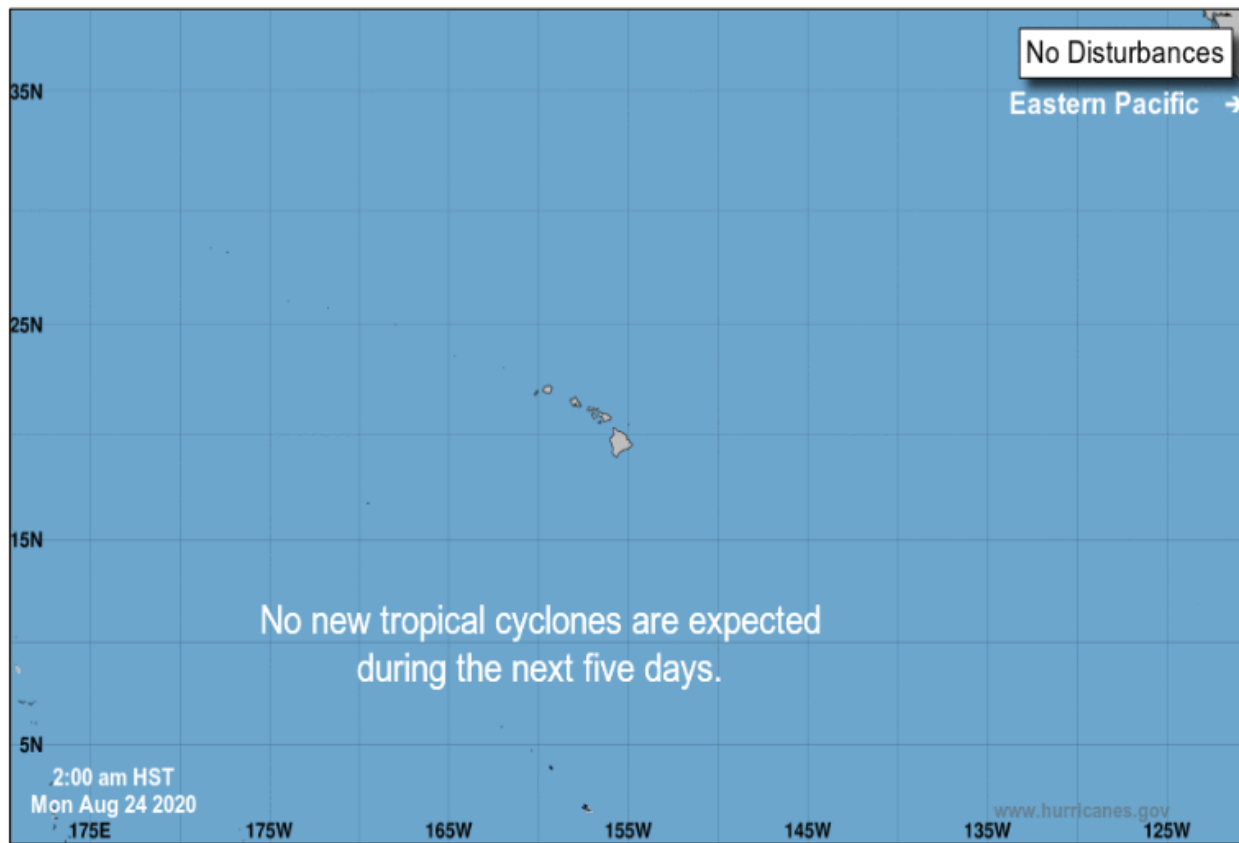 No Disturbances
35N
Eastern Pacific →
25N
15N
No new tropical cyclones are expected
during the next five days.
5N
2:00 am HST
Mon Aug 24 2020
www.hurricanes.gov
175E 175W 165W 155W 145W 135W 125W